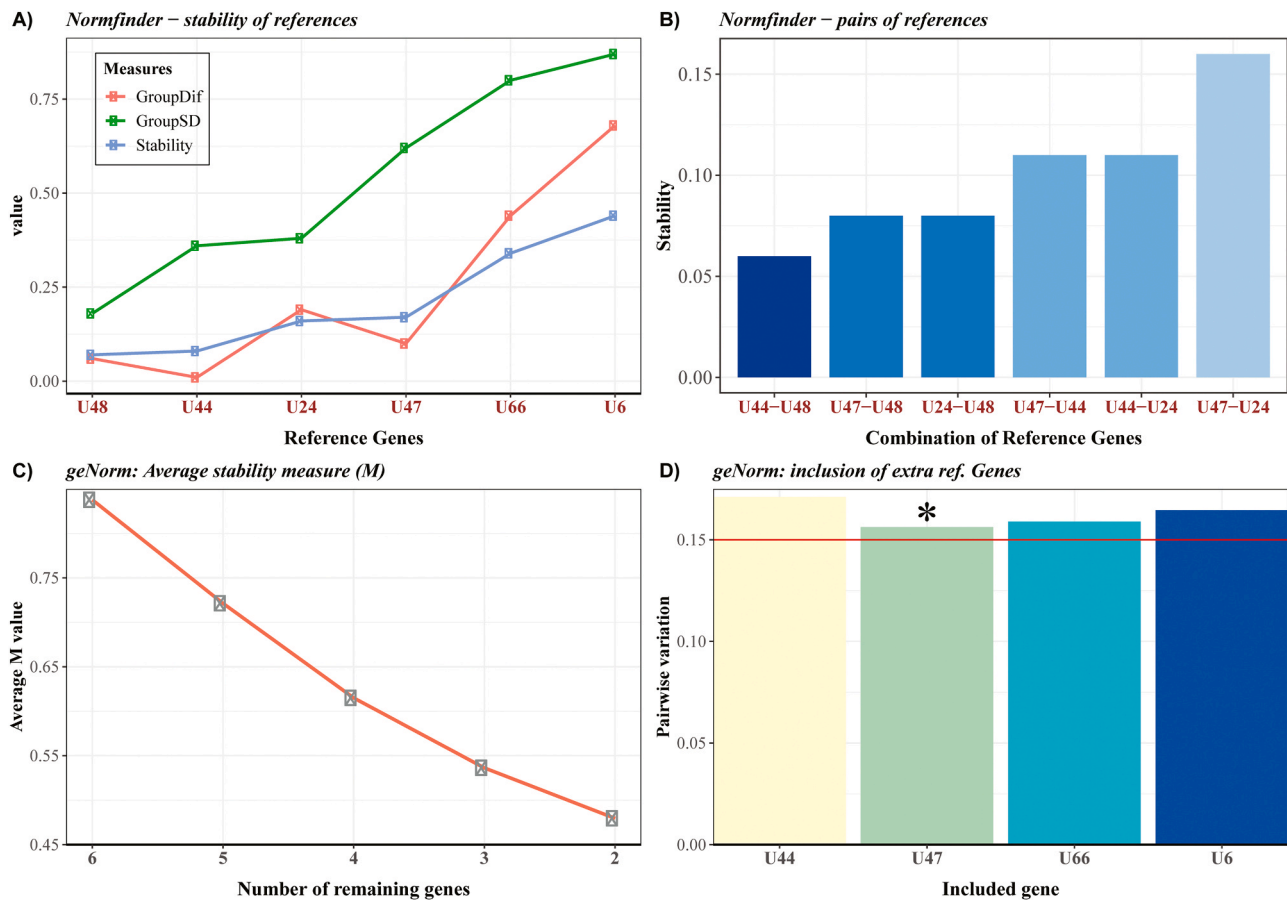 A) Normfinder – stability of references
value
0.75
0.50
0.25
0.00
Measures
GroupDif
GroupSD
Stability
U48 U44 U24 U47 U66 U6
Reference Genes
B) Normfinder – pairs of references
Stability
0.15
0.10
0.05
0.00
U44–U48 U47–U48 U24–U48 U47–U44 U44–U24 U47–U24
Combination of Reference Genes
C) geNorm: Average stability measure (M)
Average M value
0.75
0.65
0.55
0.45
6 5 4 3 2
Number of remaining genes
D) geNorm: inclusion of extra ref. Genes
Pairwise variation
0.15
0.10
0.05
0.00
*
U44 U47 U66 U6
Included gene